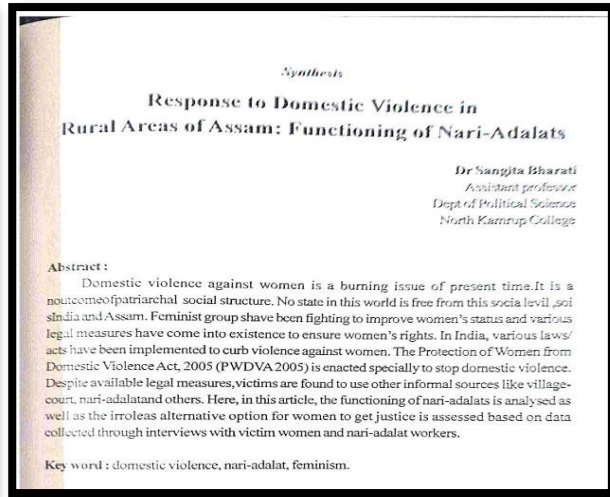 Synthesis
Response to Domestic Violence in
Rural Areas of Assam: Functioning of Nari-Adalats
Dr Sangita Bharati
Assistant professor
Dept of Political Science
North Kamrup College
Abstract :
Domestic violence against women is a burning issue of present time.It is a
noutcomeofpatriarchal social structure. No state in this world is free from this socia levil ,soi
sIndia and Assam. Feminist group shave been fighting to improve women's status and various
legal measures have come into existence to ensure women's rights. In India, various laws/
acts have been implemented to curb violence against women. The Protection of Women from
Domestic Violence Act, 2005 (PWDVA 2005) is enacted specially to stop domestic violence.
Despite available legal measures,victims are found to use other informal sources like village-
court, nari-adalatand others. Here, in this article, the functioning of nari-adalats is analysed as
well as the irroleas alternative option for women to get justice is assessed based on data
collected through interviews with victim women and nari-adalat workers.
Key word : domestic violence, nari-adalat, feminism.